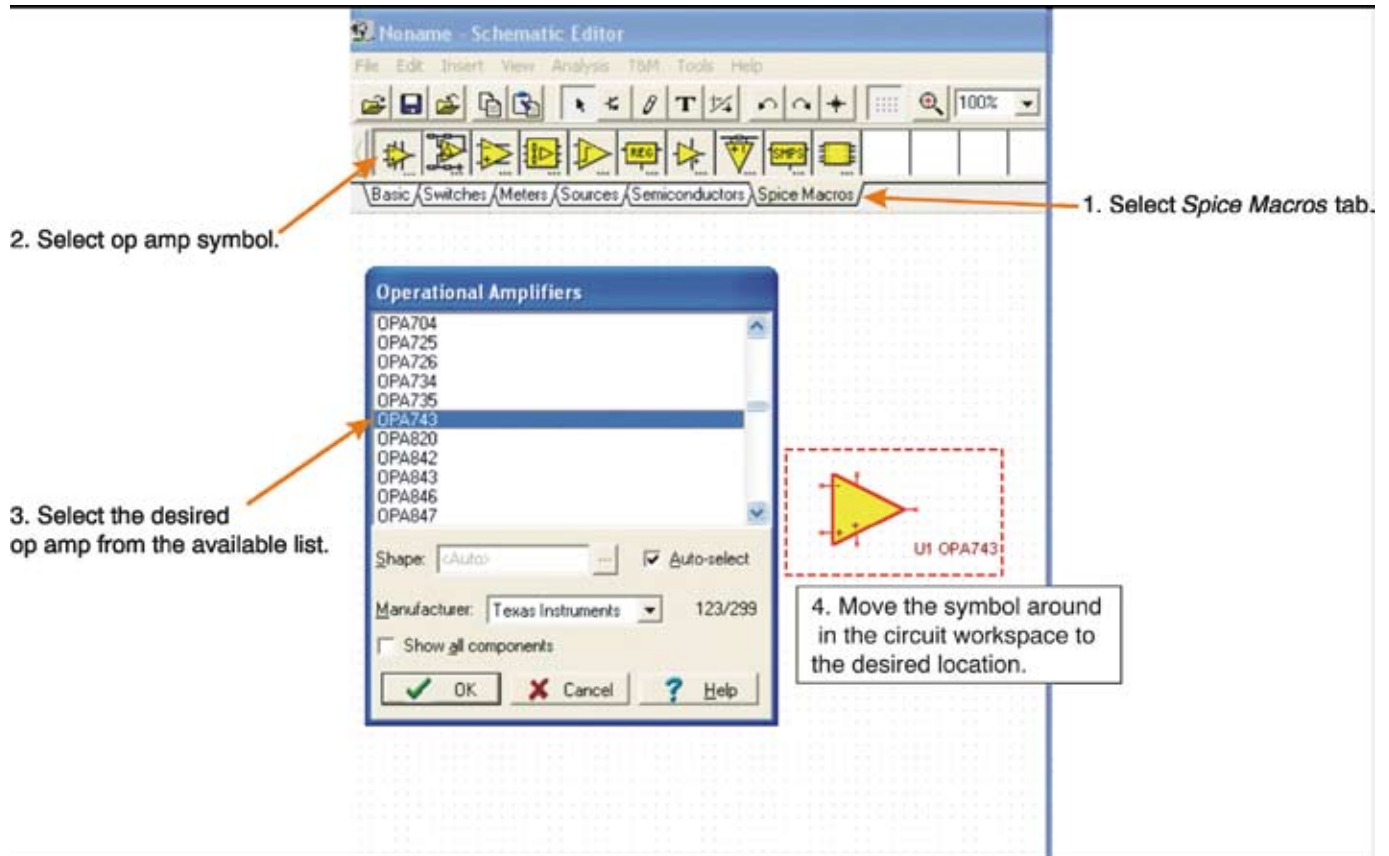 Noname - Schematic Editor
File Edit Insert View Analysis T&M Tools Help
T
100%
REG
+1
SMPS
Basic Switches Meters Sources Semiconductors Spice Macros
1. Select Spice Macros tab.
2. Select op amp symbol.
Operational Amplifiers
OPA704
OPA725
OPA726
OPA734
OPA735
OPA743
OPA820
OPA842
OPA843
OPA846
OPA847
3. Select the desired
op amp from the available list.
Shape: <Auto> ... Auto-select
Manufacturer: Texas Instruments 123/299
Show all components
OK Cancel ? Help
U1 OPA743
4. Move the symbol around
in the circuit workspace to
the desired location.